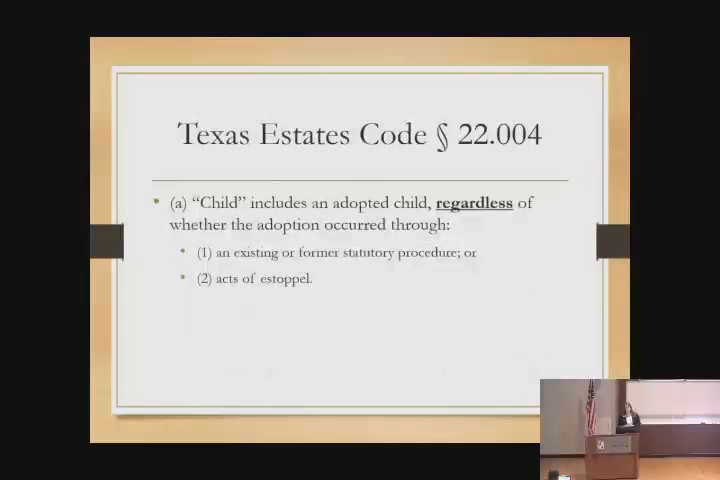 Texas Estates Code § 22.004
• (a) “Child” includes an adopted child, regardless of
whether the adoption occurred through:
• (1) an existing or former statutory procedure; or
• (2) acts of estoppel.